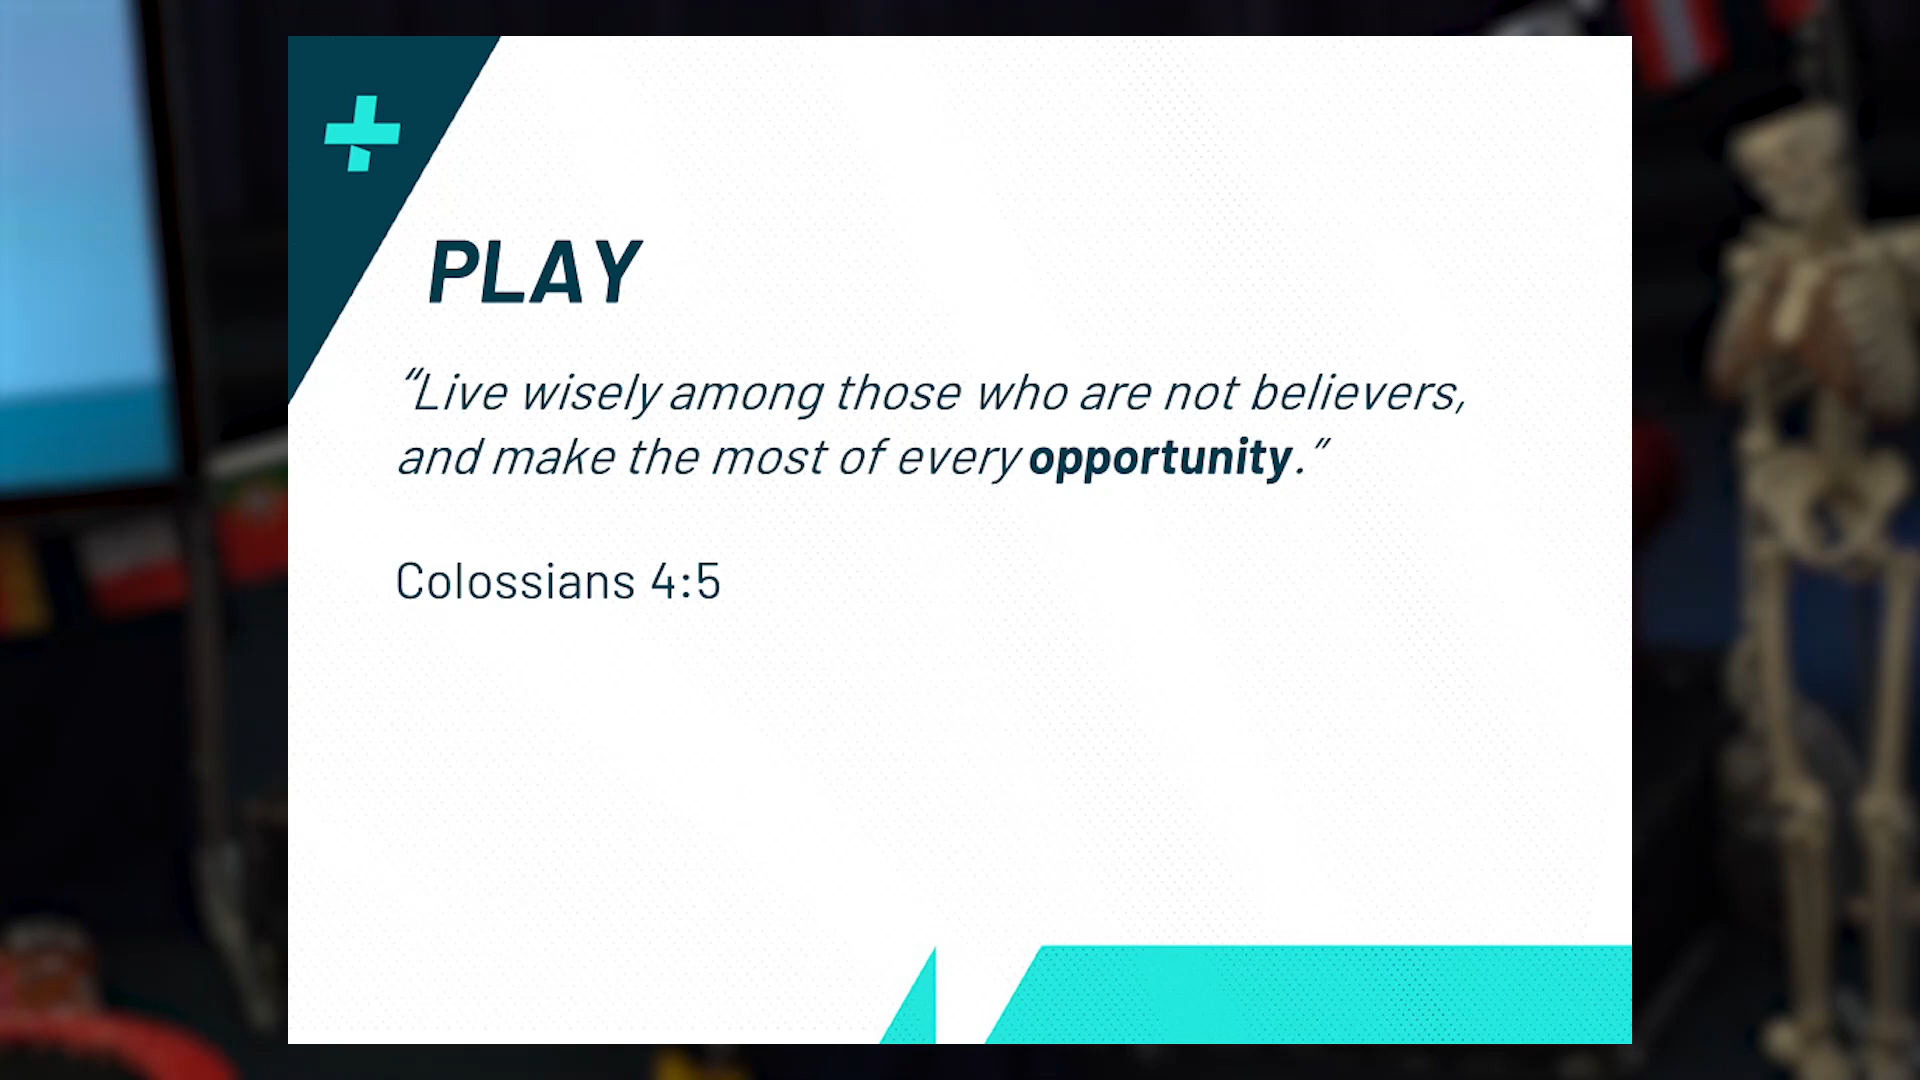 PLAY
“Live wisely among those who are not believers,
and make the most of every opportunity.”
Colossians 4:5